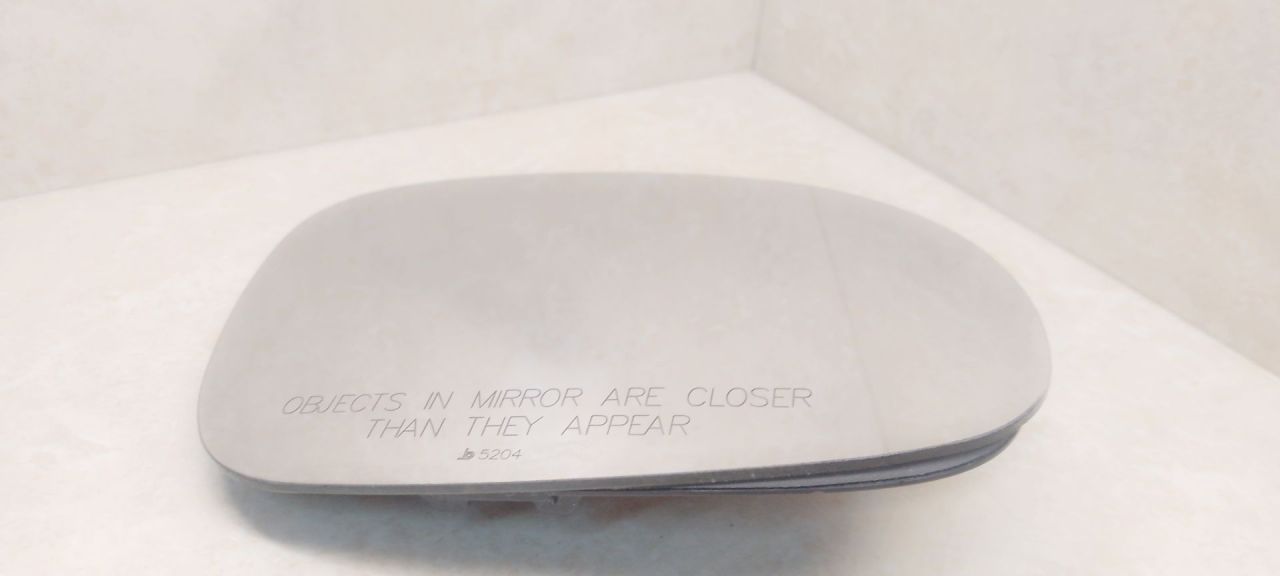 OBJECTS IN MIRROR ARE CLOSER
THAN THEY APPEAR
5204